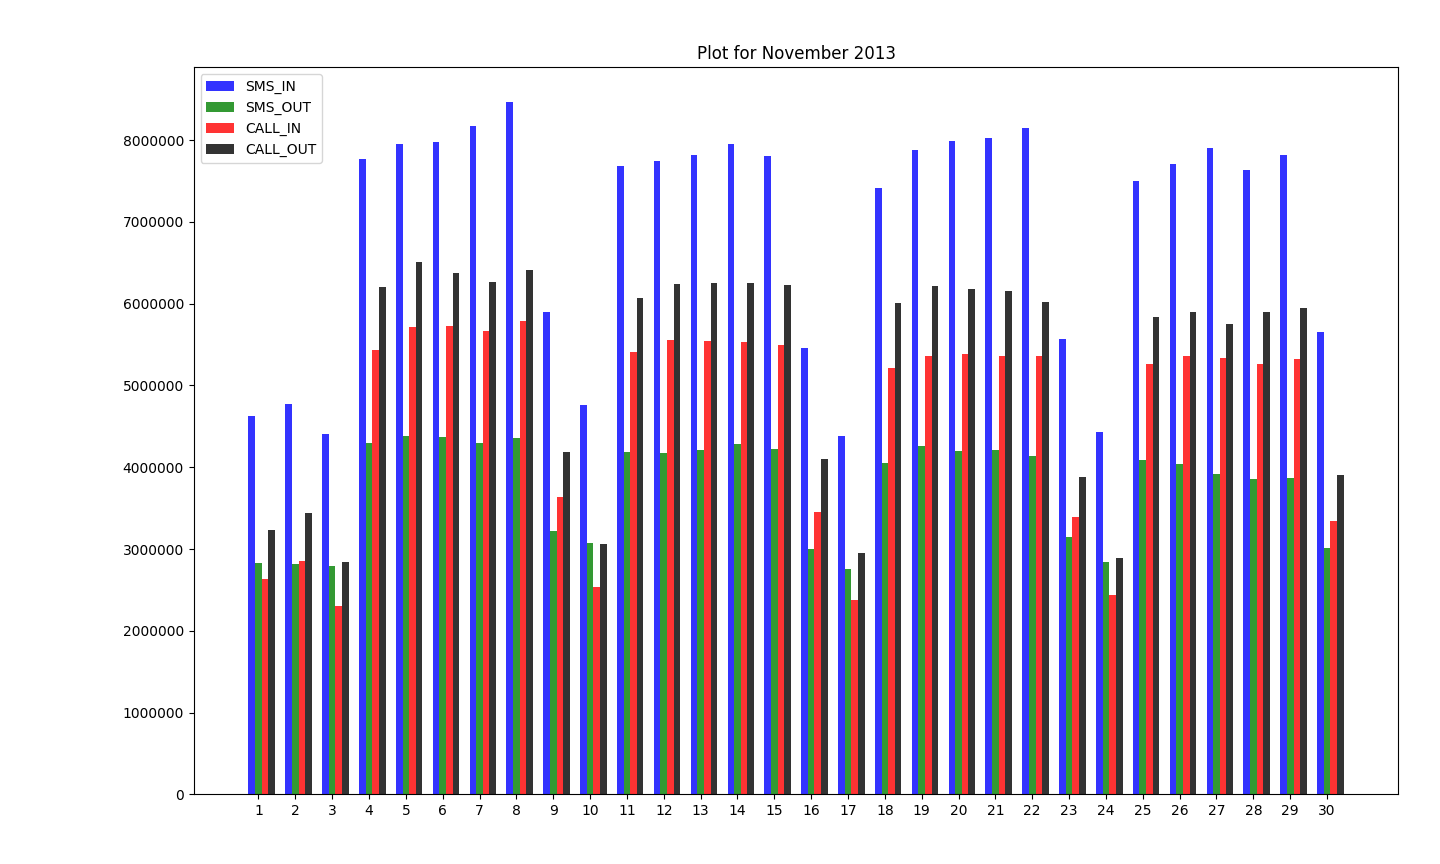 Plot for November 2013
SMS_IN
SMS_OUT
CALL_IN
CALL_OUT
8000000
7000000
6000000
5000000
4000000
3000000
2000000
1000000
0
1 2 3 4 5 6 7 8 9 10 11 12 13 14 15 16 17 18 19 20 21 22 23 24 25 26 27 28 29 30